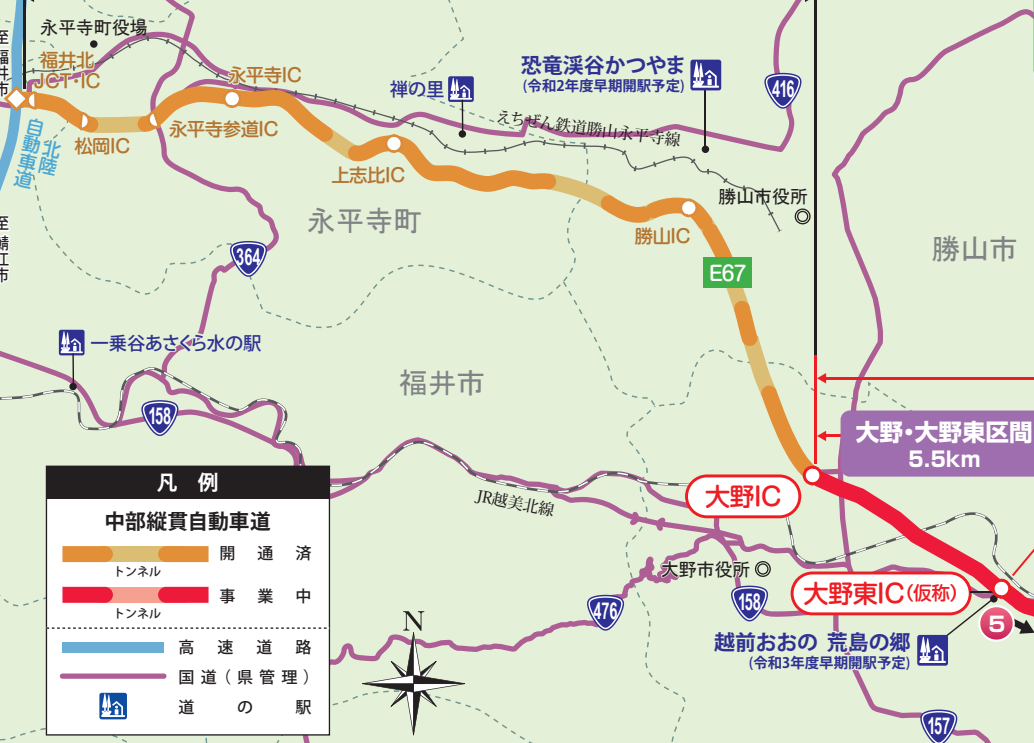 永平寺町役場
至 福井市
福井北
JCT・IC
永平寺IC
禅の里
恐竜渓谷かつやま
(令和2年度早期開駅予定)
416
えちぜん鉄道勝山永平寺線
永平寺参道IC
松岡IC
北陸
自動車道
上志比IC
勝山市役所
至 鯖江市
永平寺町
勝山IC
勝山市
364
E67
一乗谷あさくら水の駅
福井市
158
大野・大野東区間
5.5km
凡 例
中部縦貫自動車道
開通済
トンネル
事業中
トンネル
高速道路
国道(県管理)
道の駅
JR越美北線
大野IC
大野市役所
大野東IC(仮称)
476
158
5
N
越前おおの 荒島の郷
(令和3年度早期開駅予定)
157